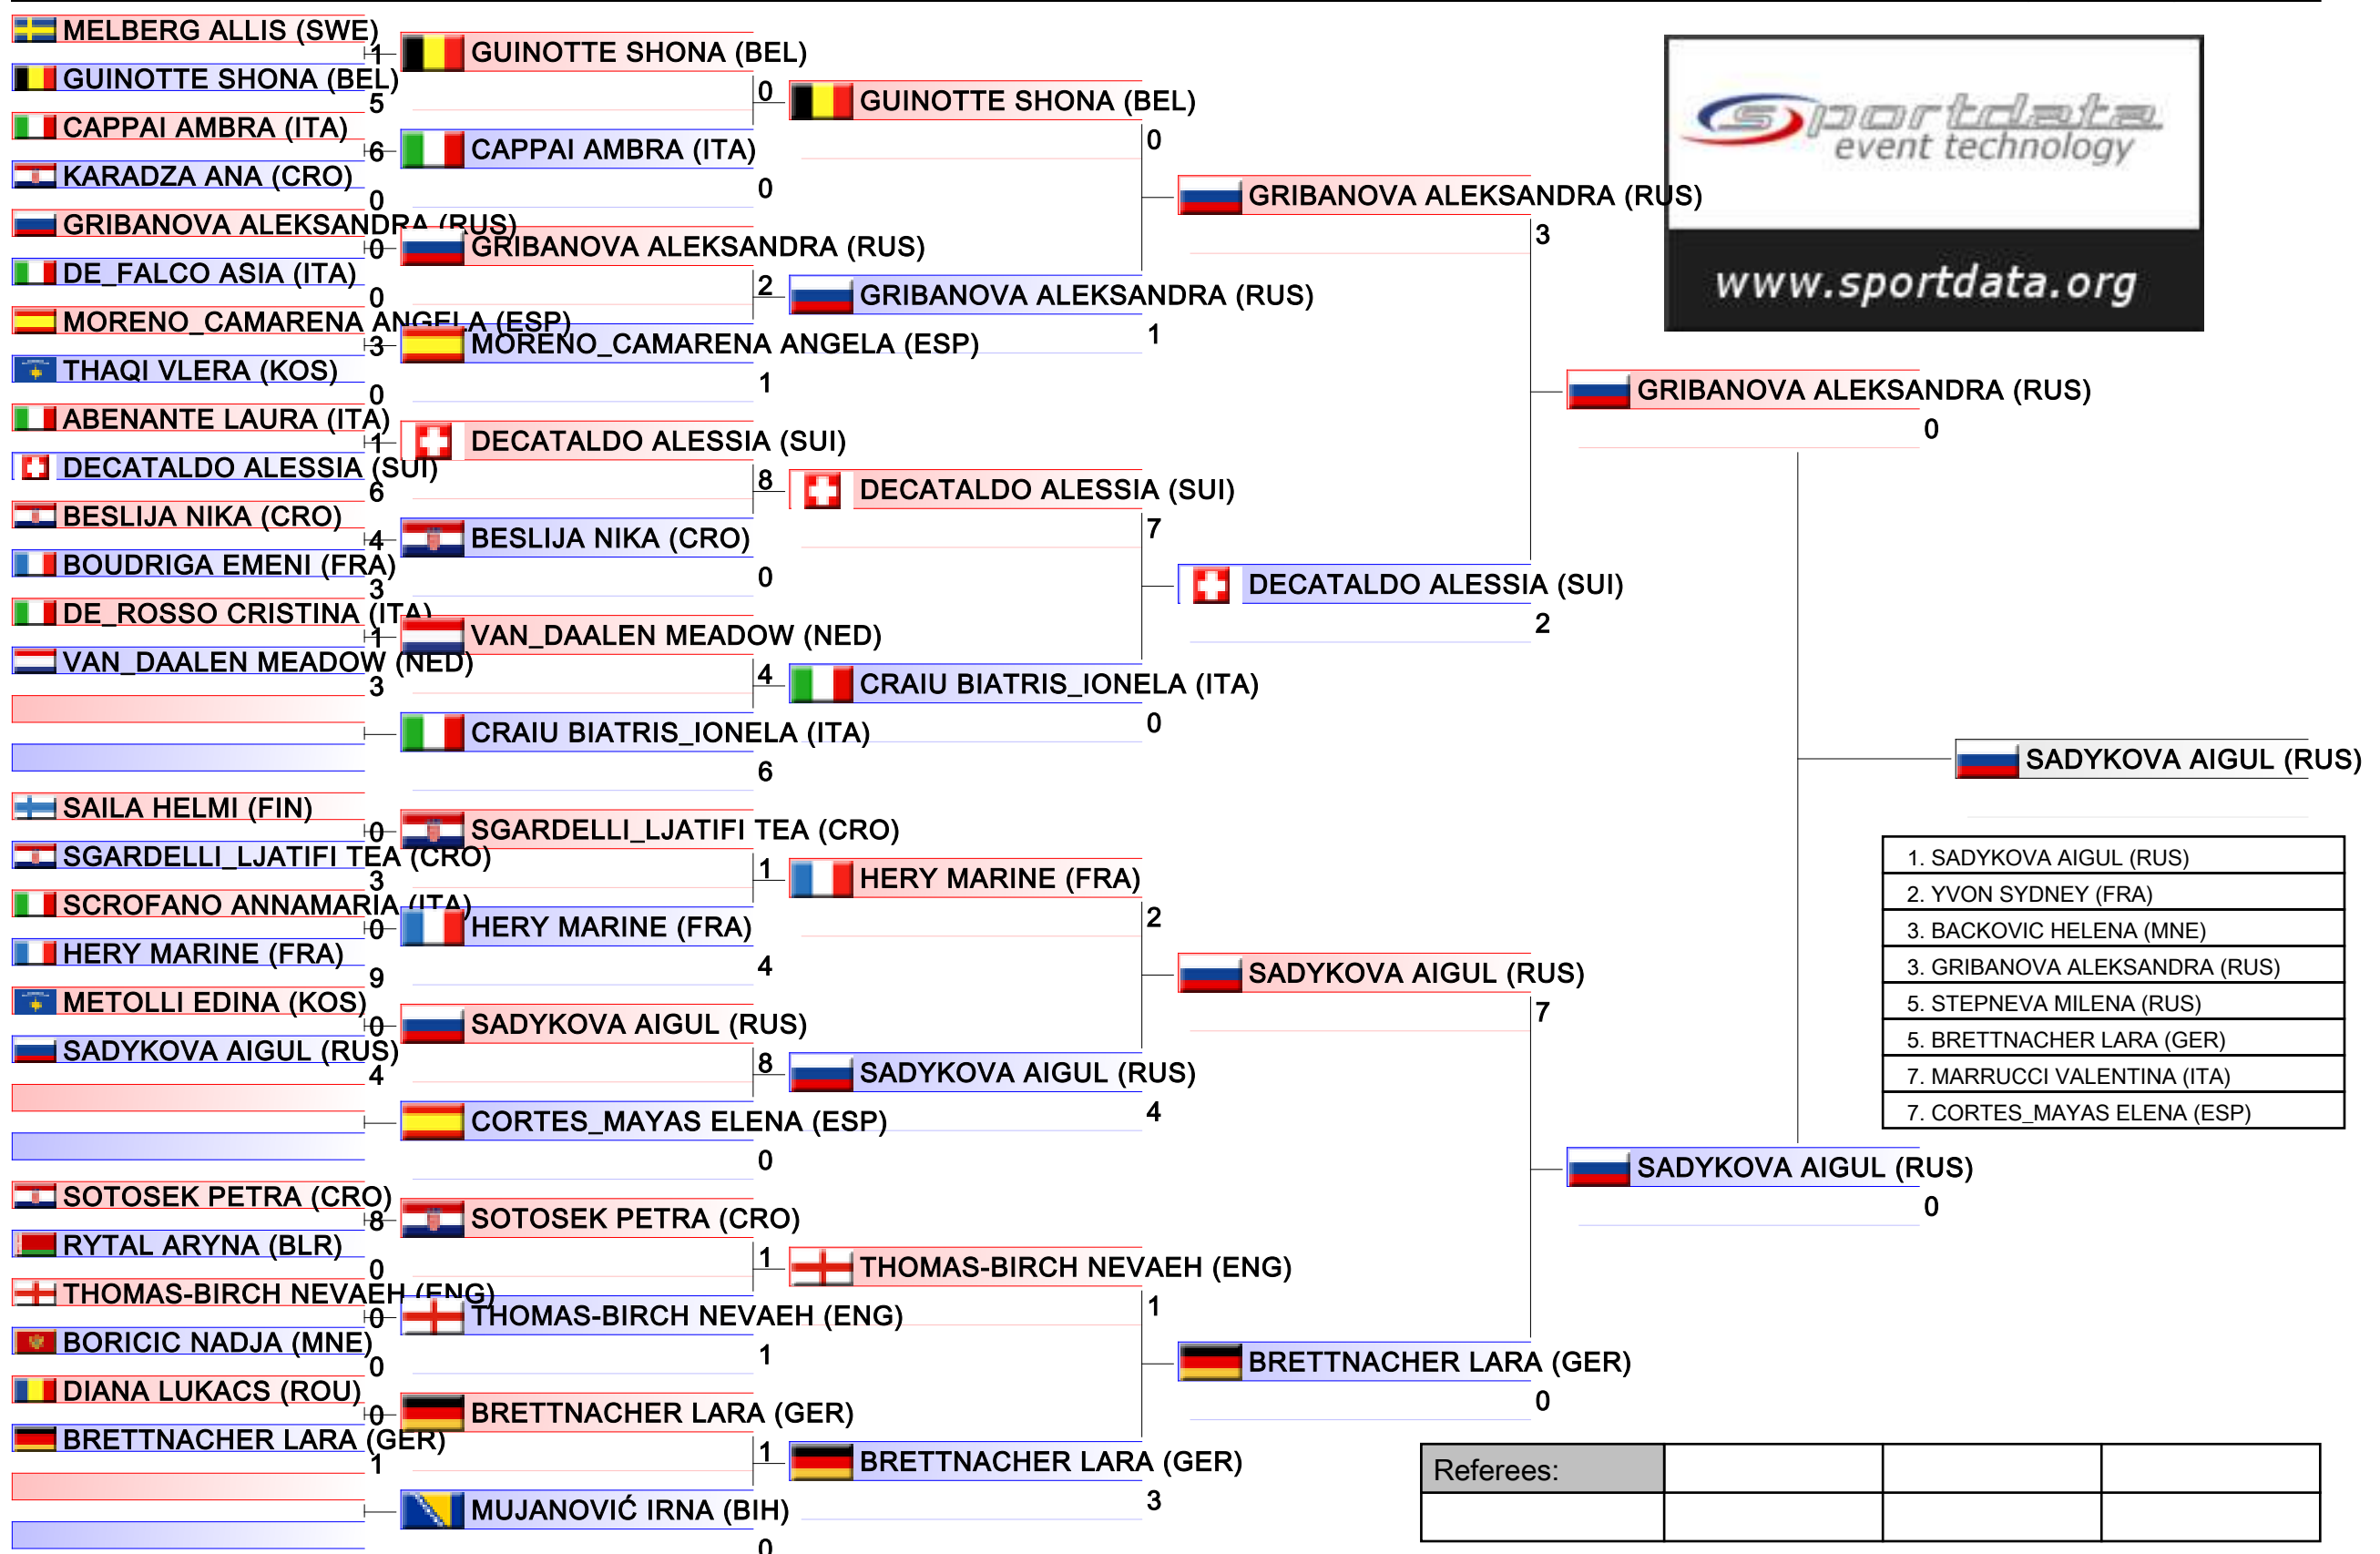 MELBERG ALLIS (SWE)
1
GUINOTTE SHONA (BEL)
5
CAPPAI AMBRA (ITA)
6
KARADZA ANA (CRO)
0
GRIBANOVA ALEKSANDRA (RUS)
0
DE_FALCO ASIA (ITA)
0
MORENO_CAMARENA ANGELA (ESP)
3
THAQI VLERA (KOS)
0
ABENANTE LAURA (ITA)
1
DECATALDO ALESSIA (SUI)
6
BESLIJA NIKA (CRO)
4
BOUDRIGA EMENI (FRA)
3
DE_ROSSO CRISTINA (ITA)
1
VAN_DAALEN MEADOW (NED)
3
SAILA HELMI (FIN)
0
SGARDELLI_LJATIFI TEA (CRO)
3
SCROFANO ANNAMARIA (ITA)
0
HERY MARINE (FRA)
9
METOLLI EDINA (KOS)
0
SADYKOVA AIGUL (RUS)
4
SOTOSEK PETRA (CRO)
8
RYTAL ARYNA (BLR)
0
THOMAS-BIRCH NEVAEH (ENG)
0
BORICIC NADJA (MNE)
0
DIANA LUKACS (ROU)
0
BRETTNACHER LARA (GER)
1
GUINOTTE SHONA (BEL)
0
CAPPAI AMBRA (ITA)
0
GRIBANOVA ALEKSANDRA (RUS)
2
MORENO_CAMARENA ANGELA (ESP)
1
DECATALDO ALESSIA (SUI)
8
BESLIJA NIKA (CRO)
0
VAN_DAALEN MEADOW (NED)
4
CRAIU BIATRIS_IONELA (ITA)
6
SGARDELLI_LJATIFI TEA (CRO)
1
HERY MARINE (FRA)
4
SADYKOVA AIGUL (RUS)
8
CORTES_MAYAS ELENA (ESP)
0
SOTOSEK PETRA (CRO)
1
THOMAS-BIRCH NEVAEH (ENG)
1
BRETTNACHER LARA (GER)
1
MUJANOVIĆ IRNA (BIH)
0
GUINOTTE SHONA (BEL)
0
GRIBANOVA ALEKSANDRA (RUS)
1
DECATALDO ALESSIA (SUI)
7
CRAIU BIATRIS_IONELA (ITA)
0
HERY MARINE (FRA)
2
SADYKOVA AIGUL (RUS)
4
THOMAS-BIRCH NEVAEH (ENG)
1
BRETTNACHER LARA (GER)
3
GRIBANOVA ALEKSANDRA (RUS)
3
DECATALDO ALESSIA (SUI)
2
SADYKOVA AIGUL (RUS)
7
BRETTNACHER LARA (GER)
0
GRIBANOVA ALEKSANDRA (RUS)
0
SADYKOVA AIGUL (RUS)
0
SADYKOVA AIGUL (RUS)
sportdata
event technology
www.sportdata.org
1. SADYKOVA AIGUL (RUS)
2. YVON SYDNEY (FRA)
3. BACKOVIC HELENA (MNE)
3. GRIBANOVA ALEKSANDRA (RUS)
5. STEPNEVA MILENA (RUS)
5. BRETTNACHER LARA (GER)
7. MARRUCCI VALENTINA (ITA)
7. CORTES_MAYAS ELENA (ESP)
Referees: